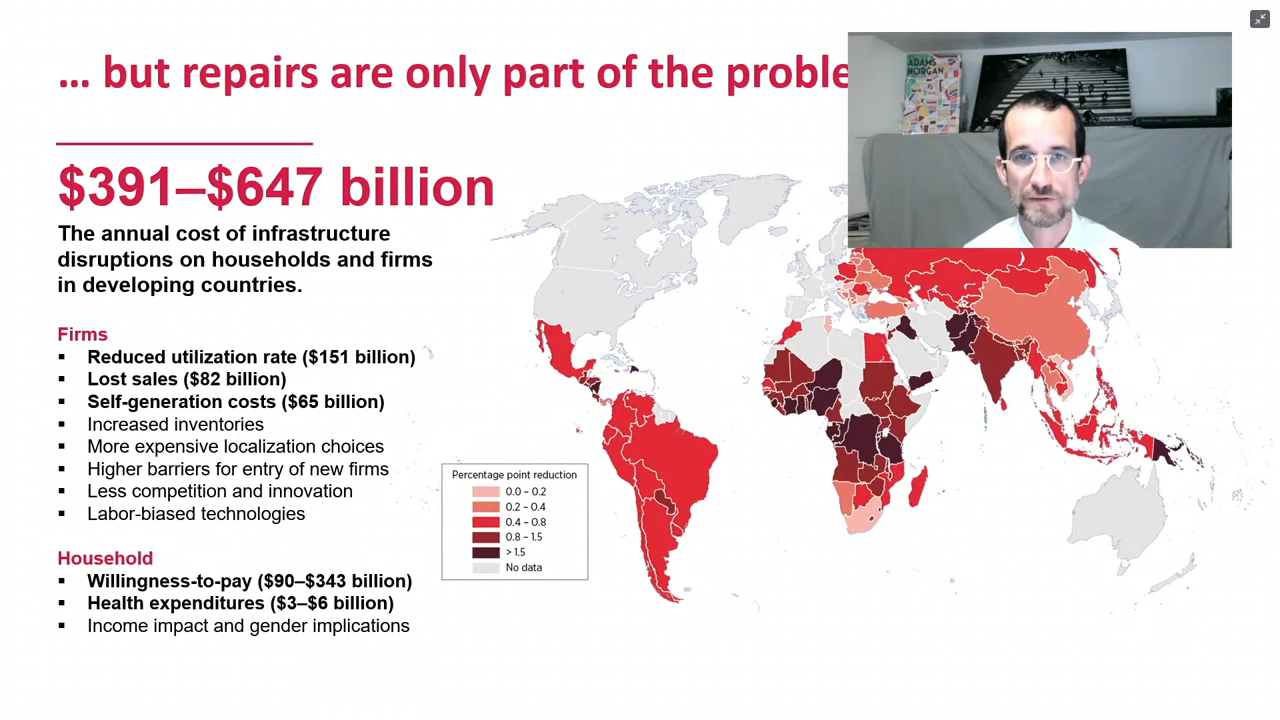 ... but repairs are only part of the proble
$391–$647 billion
The annual cost of infrastructure
disruptions on households and firms
in developing countries.
Firms
▪ Reduced utilization rate ($151 billion)
▪ Lost sales ($82 billion)
▪ Self-generation costs ($65 billion)
▪ Increased inventories
▪ More expensive localization choices
▪ Higher barriers for entry of new firms
▪ Less competition and innovation
▪ Labor-biased technologies
Household
▪ Willingness-to-pay ($90–$343 billion)
▪ Health expenditures ($3–$6 billion)
▪ Income impact and gender implications
Percentage point reduction
0.0 – 0.2
0.2 – 0.4
0.4 – 0.8
0.8 – 1.5
> 1.5
No data
ADAMS
MORGAN